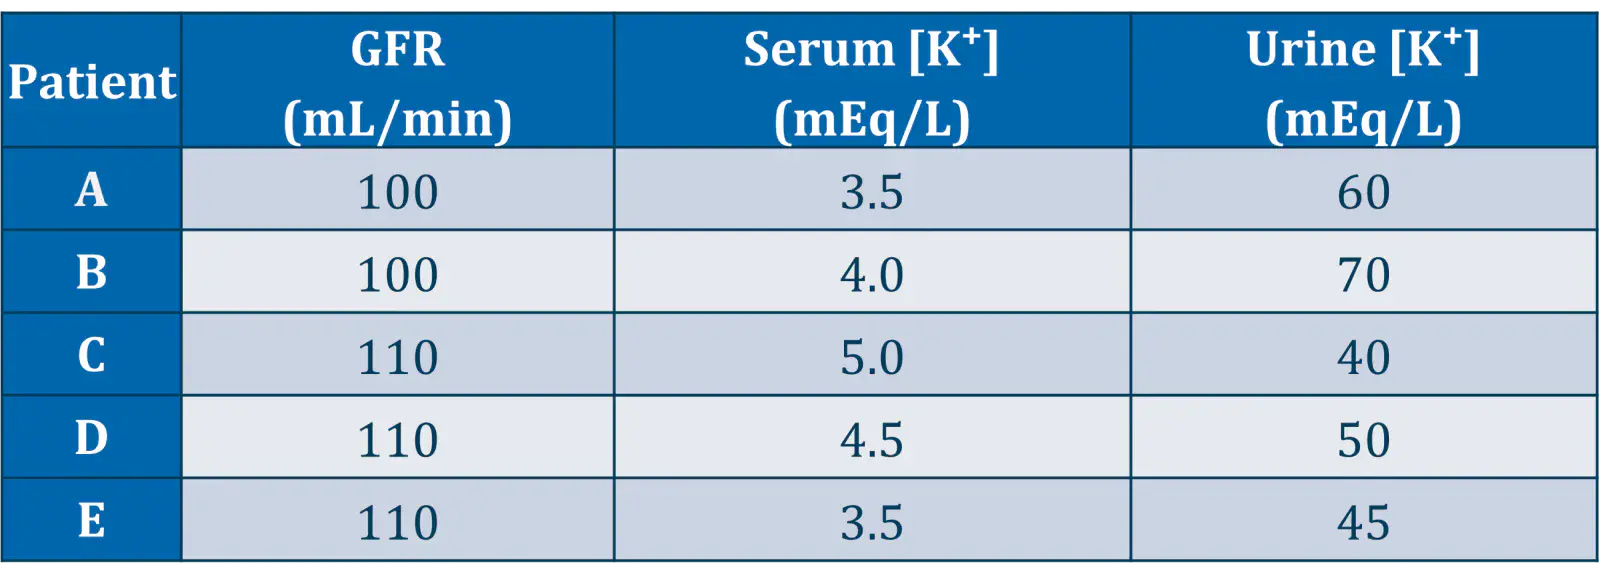 Patient GFR (mL/min) Serum [K⁺] (mEq/L) Urine [K⁺] (mEq/L)
A 100 3.5 60
B 100 4.0 70
C 110 5.0 40
D 110 4.5 50
E 110 3.5 45